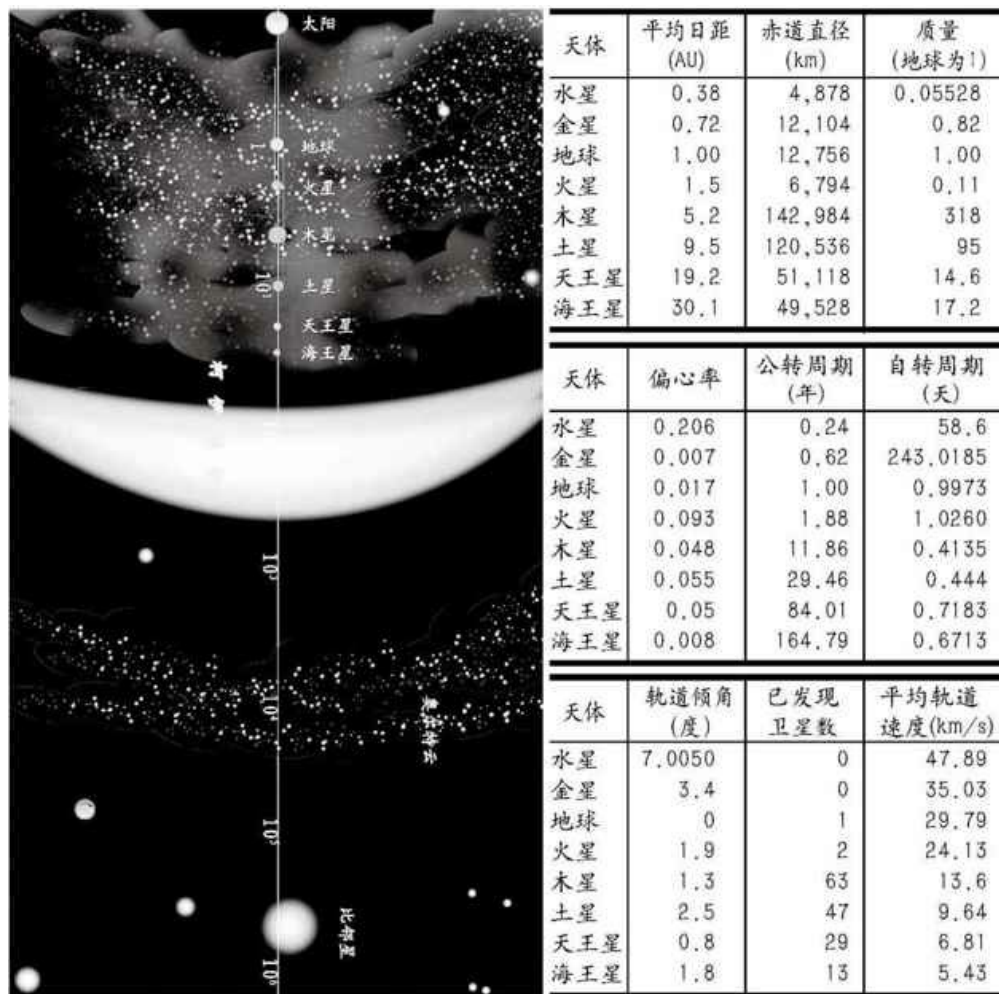 太阳
1
地球
火星
木星
10¹
土星
天王星
海王星
10³
10⁴
奥尔特云
10⁵
比邻星
10⁶
天体 平均日距 (AU) 赤道直径 (km) 质量 (地球为1)
水星 0.38 4,878 0.05528
金星 0.72 12,104 0.82
地球 1.00 12,756 1.00
火星 1.5 6,794 0.11
木星 5.2 142,984 318
土星 9.5 120,536 95
天王星 19.2 51,118 14.6
海王星 30.1 49,528 17.2
天体 偏心率 公转周期 (年) 自转周期 (天)
水星 0.206 0.24 58.6
金星 0.007 0.62 243.0185
地球 0.017 1.00 0.9973
火星 0.093 1.88 1.0260
木星 0.048 11.86 0.4135
土星 0.055 29.46 0.444
天王星 0.05 84.01 0.7183
海王星 0.008 164.79 0.6713
天体 轨道倾角 (度) 已发现 卫星数 平均轨道 速度(km/s)
水星 7.0050 0 47.89
金星 3.4 0 35.03
地球 0 1 29.79
火星 1.9 2 24.13
木星 1.3 63 13.6
土星 2.5 47 9.64
天王星 0.8 29 6.81
海王星 1.8 13 5.43